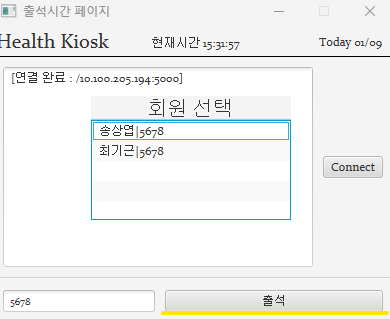 출석시간 페이지
Health Kiosk 현재시간 15:31:57 Today 01/09
[연결 완료 : /10.100.205.194:5000]
회원 선택
송상엽|5678
최기근|5678
Connect
5678 출석